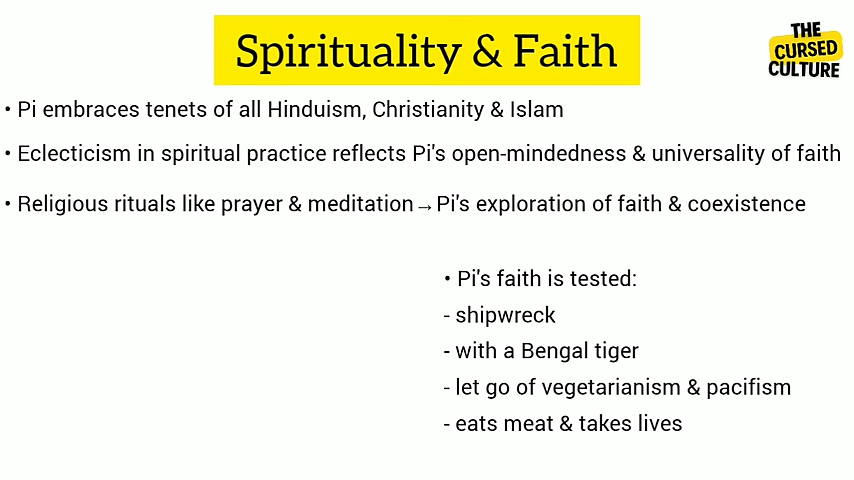 Spirituality & Faith
THE
CURSED
CULTURE
• Pi embraces tenets of all Hinduism, Christianity & Islam
• Eclecticism in spiritual practice reflects Pi's open-mindedness & universality of faith
• Religious rituals like prayer & meditation→Pi's exploration of faith & coexistence
• Pi's faith is tested:
- shipwreck
- with a Bengal tiger
- let go of vegetarianism & pacifism
- eats meat & takes lives